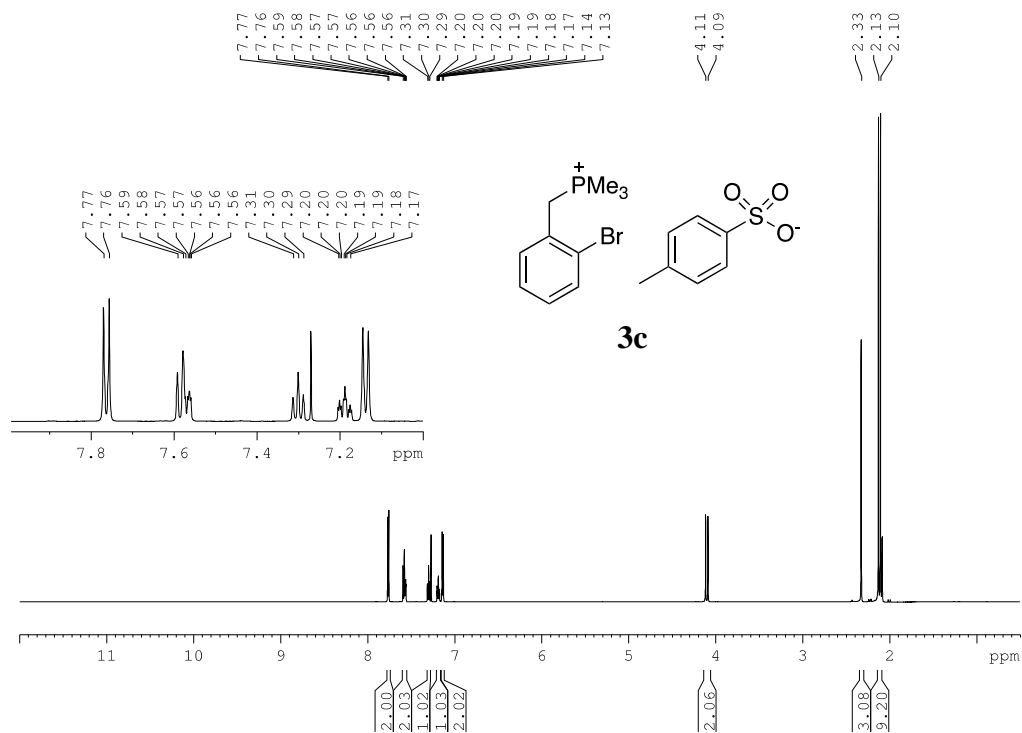 7.77 7.76 7.59 7.58 7.57 7.57 7.56 7.56 7.56 7.31 7.30 7.29 7.20 7.20 7.20 7.19 7.19 7.18 7.17 7.14 7.13 4.11 4.09 2.33 2.13 2.10
7.77 7.76 7.59 7.58 7.57 7.57 7.56 7.56 7.56 7.31 7.30 7.29 7.20 7.20 7.20 7.19 7.19 7.18 7.17
+
PMe3
Br
O O
S
O-
3c
7.8 7.6 7.4 7.2 ppm
11 10 9 8 7 6 5 4 3 2 ppm
2.00 2.03 1.02 1.03 2.02 2.06 3.08 9.20